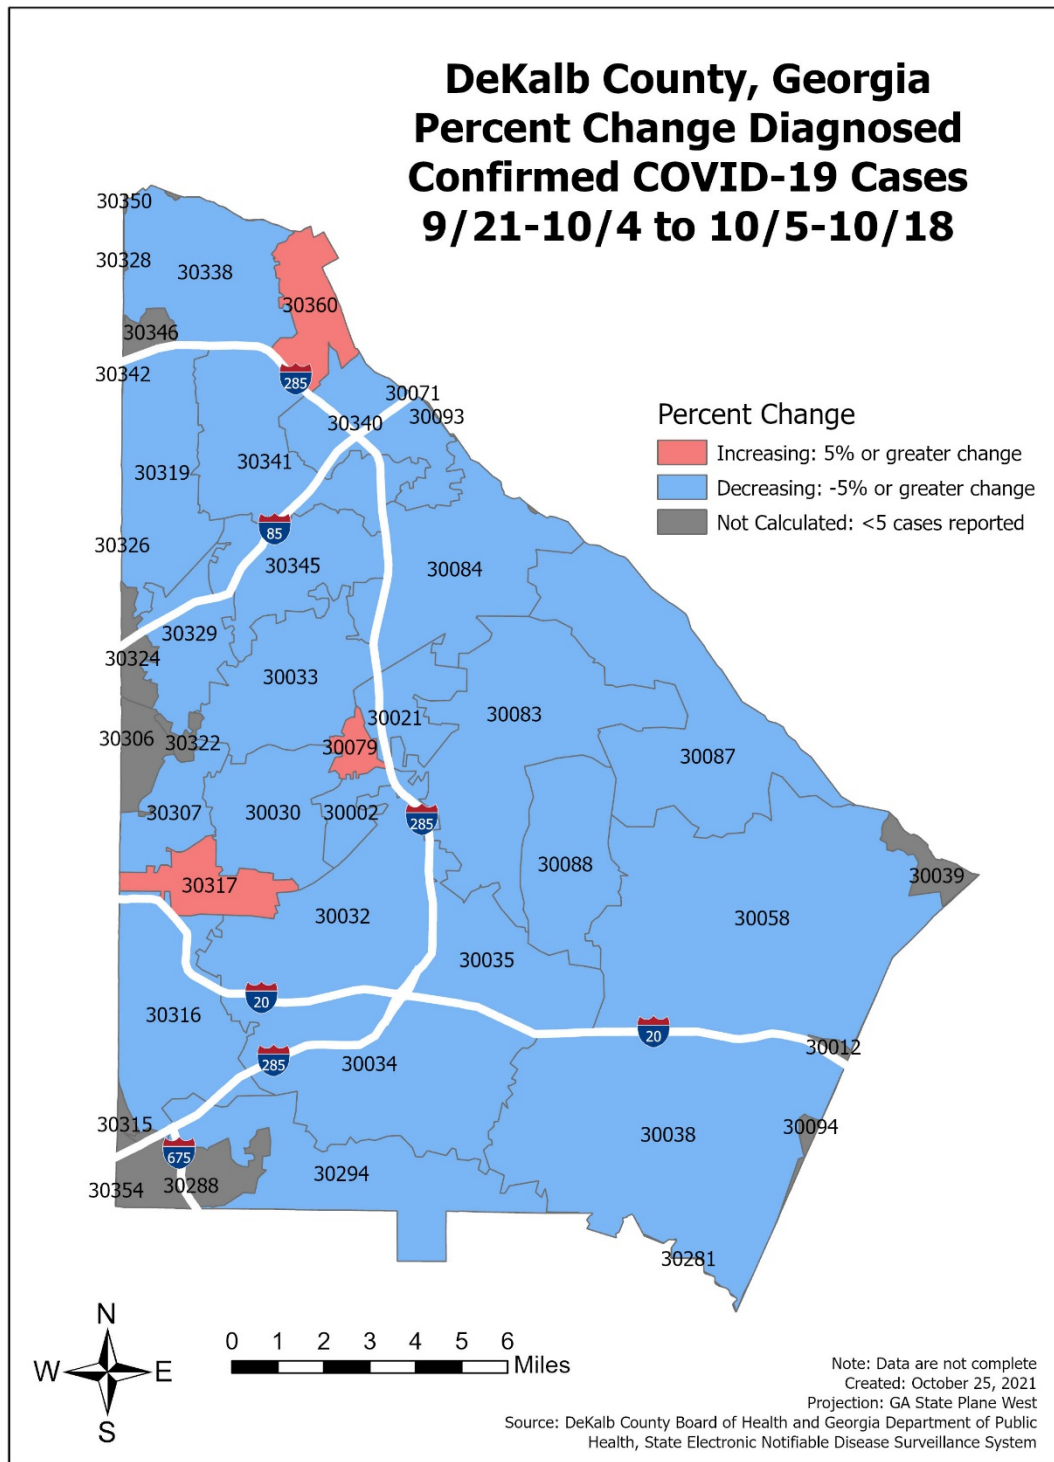 DeKalb County, Georgia
Percent Change Diagnosed
Confirmed COVID-19 Cases
9/21-10/4 to 10/5-10/18
30350
30328
30338
30360
30346
30342
285
30071
30093
30340
30319
30341
Percent Change
Increasing: 5% or greater change
Decreasing: -5% or greater change
Not Calculated: <5 cases reported
85
30326
30345
30084
30329
30324
30033
30021
30083
30306
30322
30079
30087
30307
30030
30002
285
30088
30317
30039
30032
30058
30035
20
30316
20
30012
285
30034
30315
30094
30038
675
30354
30288
30294
30281
N
W
E
S
0 1 2 3 4 5 6
Miles
Note: Data are not complete
Created: October 25, 2021
Projection: GA State Plane West
Source: DeKalb County Board of Health and Georgia Department of Public
Health, State Electronic Notifiable Disease Surveillance System